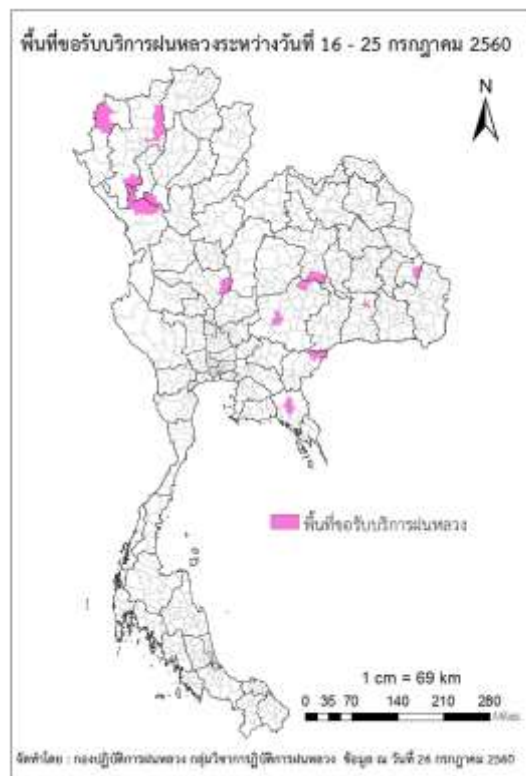 พื้นที่ขอรับบริการฝนหลวงระหว่างวันที่ 16 - 25 กรกฎาคม 2560
N
พื้นที่ขอรับบริการฝนหลวง
1 cm = 69 km
0 35 70 140 210 280
จัดทำโดย : กองปฏิบัติการฝนหลวง กลุ่มวิชาการปฏิบัติการฝนหลวง ข้อมูล ณ วันที่ 26 กรกฎาคม 2560